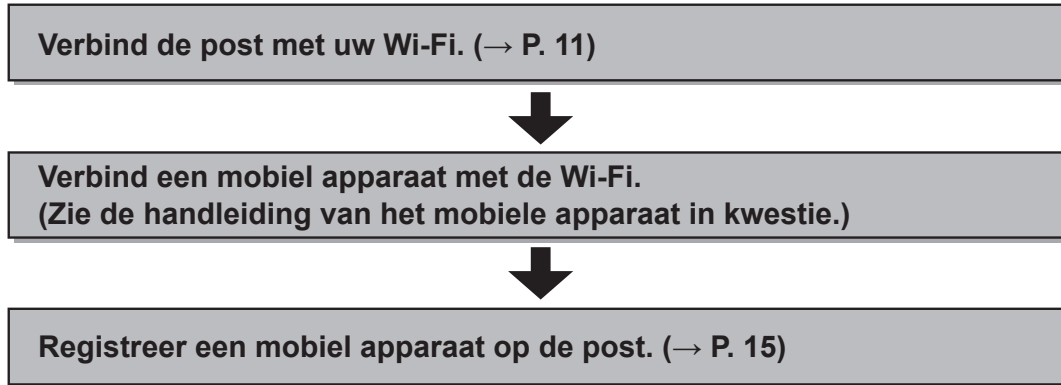 Verbind de post met uw Wi-Fi. (→ P. 11)
Verbind een mobiel apparaat met de Wi-Fi.
(Zie de handleiding van het mobiele apparaat in kwestie.)
Registreer een mobiel apparaat op de post. (→ P. 15)